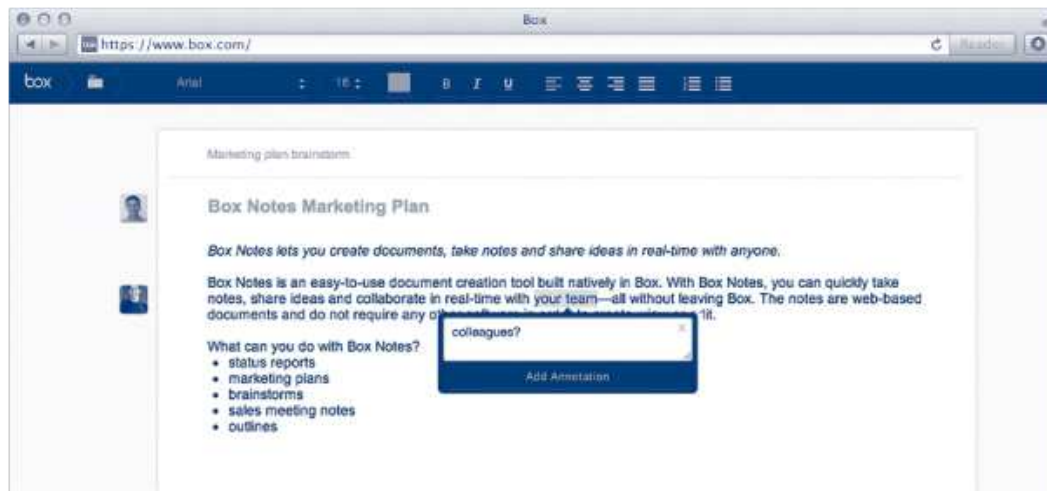 Box
https://www.box.com/
Reader
box
Arial
16
B I U
Marketing plan brainstorm
Box Notes Marketing Plan
Box Notes lets you create documents, take notes and share ideas in real-time with anyone.
Box Notes is an easy-to-use document creation tool built natively in Box. With Box Notes, you can quickly take
notes, share ideas and collaborate in real-time with your team—all without leaving Box. The notes are web-based
documents and do not require any
colleagues?
Add Annotation
What can you do with Box Notes?
• status reports
• marketing plans
• brainstorms
• sales meeting notes
• outlines